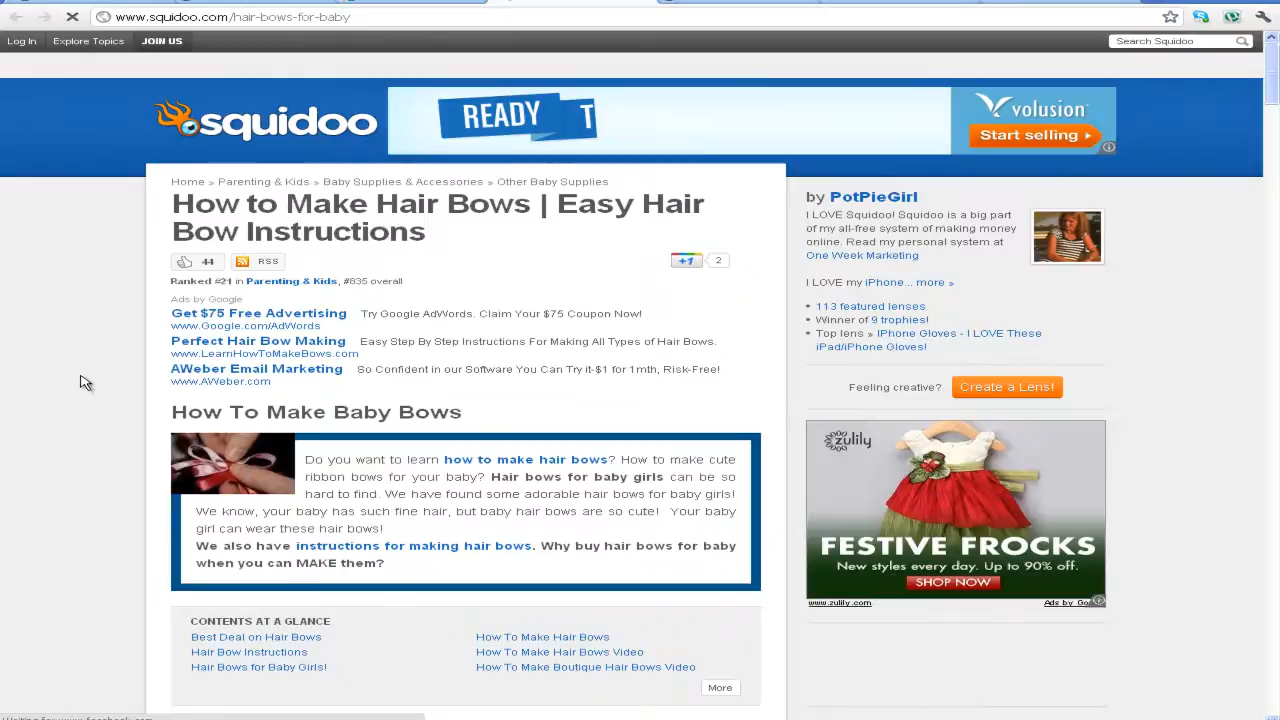 www.squidoo.com/hair-bows-for-baby
Log In Explore Topics JOIN US
Search Squidoo
squidoo
READY T
volusion
Start selling
Home » Parenting & Kids » Baby Supplies & Accessories » Other Baby Supplies
How to Make Hair Bows | Easy Hair
Bow Instructions
44 RSS
+1 2
Ranked #21 in Parenting & Kids, #835 overall
Ads by Google
Get $75 Free Advertising Try Google AdWords. Claim Your $75 Coupon Now!
www.Google.com/AdWords
Perfect Hair Bow Making Easy Step By Step Instructions For Making All Types of Hair Bows.
www.LearnHowToMakeBows.com
AWeber Email Marketing So Confident in our Software You Can Try it-$1 for 1mth, Risk-Free!
www.AWeber.com
How To Make Baby Bows
Do you want to learn how to make hair bows? How to make cute
ribbon bows for your baby? Hair bows for baby girls can be so
hard to find. We have found some adorable hair bows for baby girls!
We know, your baby has such fine hair, but baby hair bows are so cute! Your baby
girl can wear these hair bows!
We also have instructions for making hair bows. Why buy hair bows for baby
when you can MAKE them?
CONTENTS AT A GLANCE
Best Deal on Hair Bows
Hair Bow Instructions
Hair Bows for Baby Girls!
How To Make Hair Bows
How To Make Hair Bows Video
How To Make Boutique Hair Bows Video
More
by PotPieGirl
I LOVE Squidoo! Squidoo is a big part
of my all-free system of making money
online. Read my personal system at
One Week Marketing
I LOVE my iPhone... more »
• 113 featured lenses
• Winner of 9 trophies!
• Top lens » IPhone Gloves - I LOVE These
iPad/iPhone Gloves!
Feeling creative? Create a Lens!
zulily
FESTIVE FROCKS
New styles every day. Up to 90% off.
SHOP NOW
www.zulily.com Ads by Goo